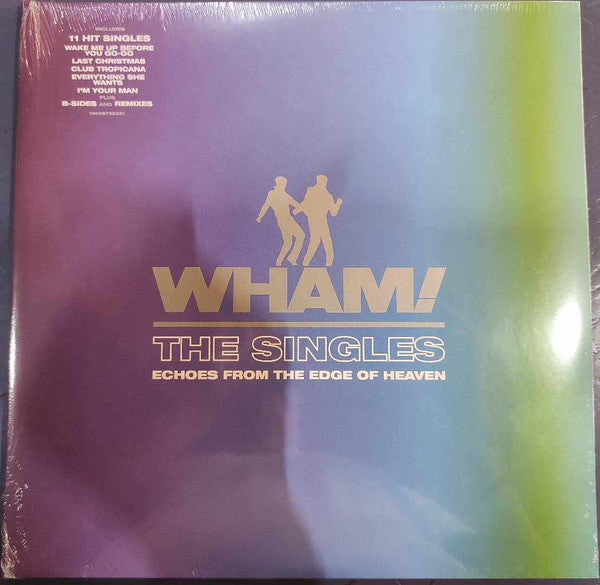 INCLUDES
11 HIT SINGLES
WAKE ME UP BEFORE
YOU GO-GO
LAST CHRISTMAS
CLUB TROPICANA
EVERYTHING SHE
WANTS
I'M YOUR MAN
PLUS
B-SIDES AND REMIXES
WHAM!
THE SINGLES
ECHOES FROM THE EDGE OF HEAVEN